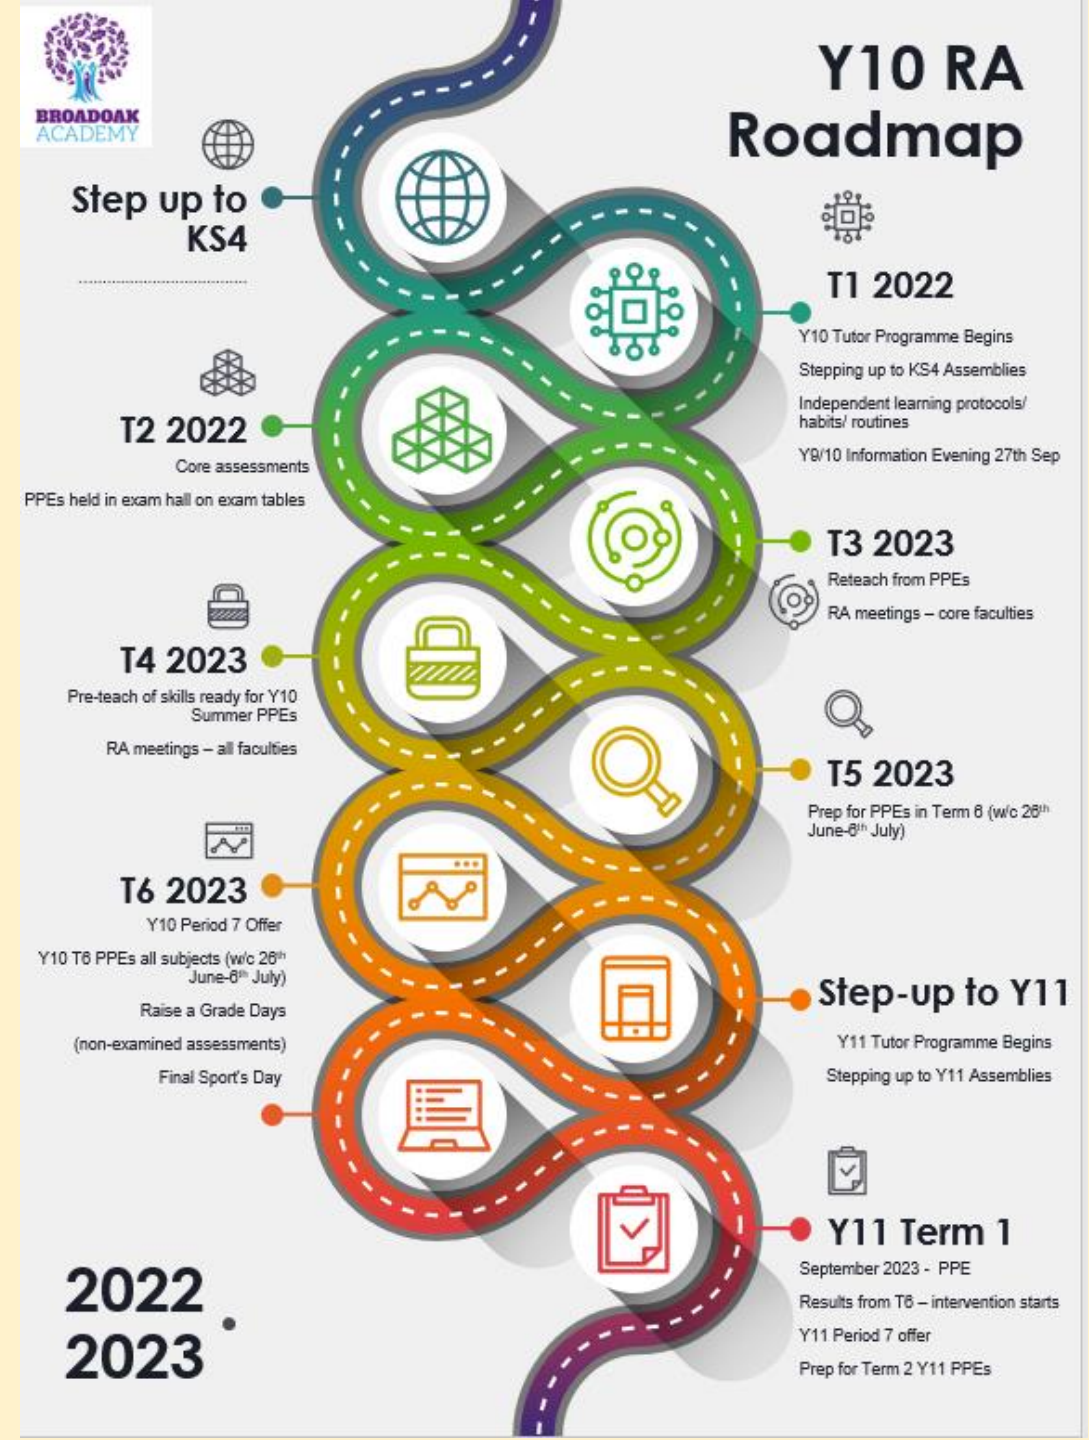 BROADOAK
ACADEMY
Y10 RA
Roadmap
Step up to
KS4
T1 2022
Y10 Tutor Programme Begins
Stepping up to KS4 Assemblies
Independent learning protocols/
habits/ routines
Y9/10 Information Evening 27th Sep
T2 2022
Core assessments
PPEs held in exam hall on exam tables
T3 2023
Reteach from PPEs
RA meetings – core faculties
T4 2023
Pre-teach of skills ready for Y10
Summer PPEs
RA meetings – all faculties
T5 2023
Prep for PPEs in Term 6 (w/c 26th
June-6th July)
T6 2023
Y10 Period 7 Offer
Y10 T6 PPEs all subjects (w/c 26th
June-6th July)
Raise a Grade Days
(non-examined assessments)
Final Sport's Day
Step-up to Y11
Y11 Tutor Programme Begins
Stepping up to Y11 Assemblies
Y11 Term 1
September 2023 - PPE
Results from T6 – intervention starts
Y11 Period 7 offer
Prep for Term 2 Y11 PPEs
2022
2023